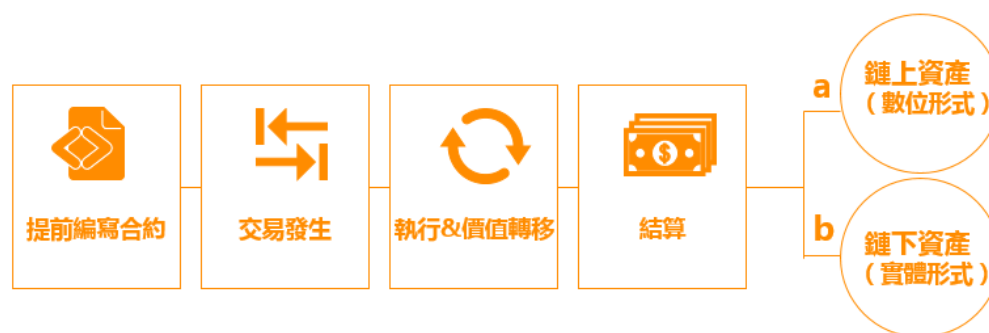 提前編寫合約
交易發生
執行&價值轉移
結算
$
a
鏈上資產
(數位形式)
b
鏈下資產
(實體形式)